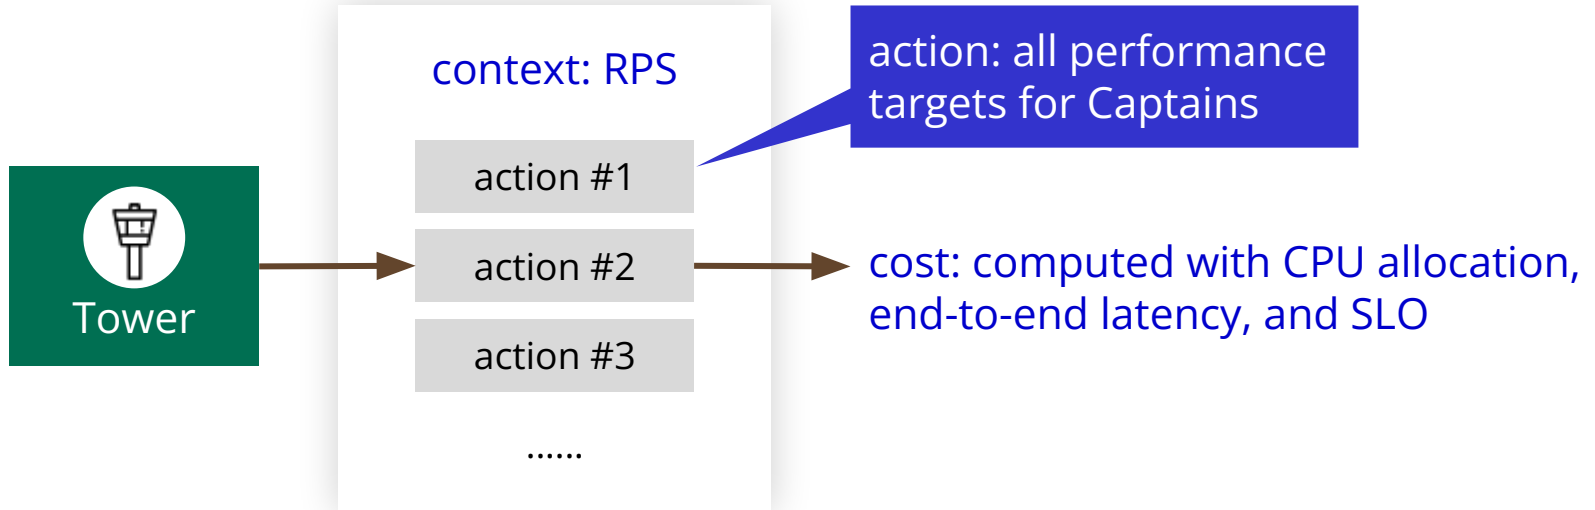 context: RPS
action: all performance
targets for Captains
action #1
Tower
action #2
cost: computed with CPU allocation,
end-to-end latency, and SLO
action #3
......